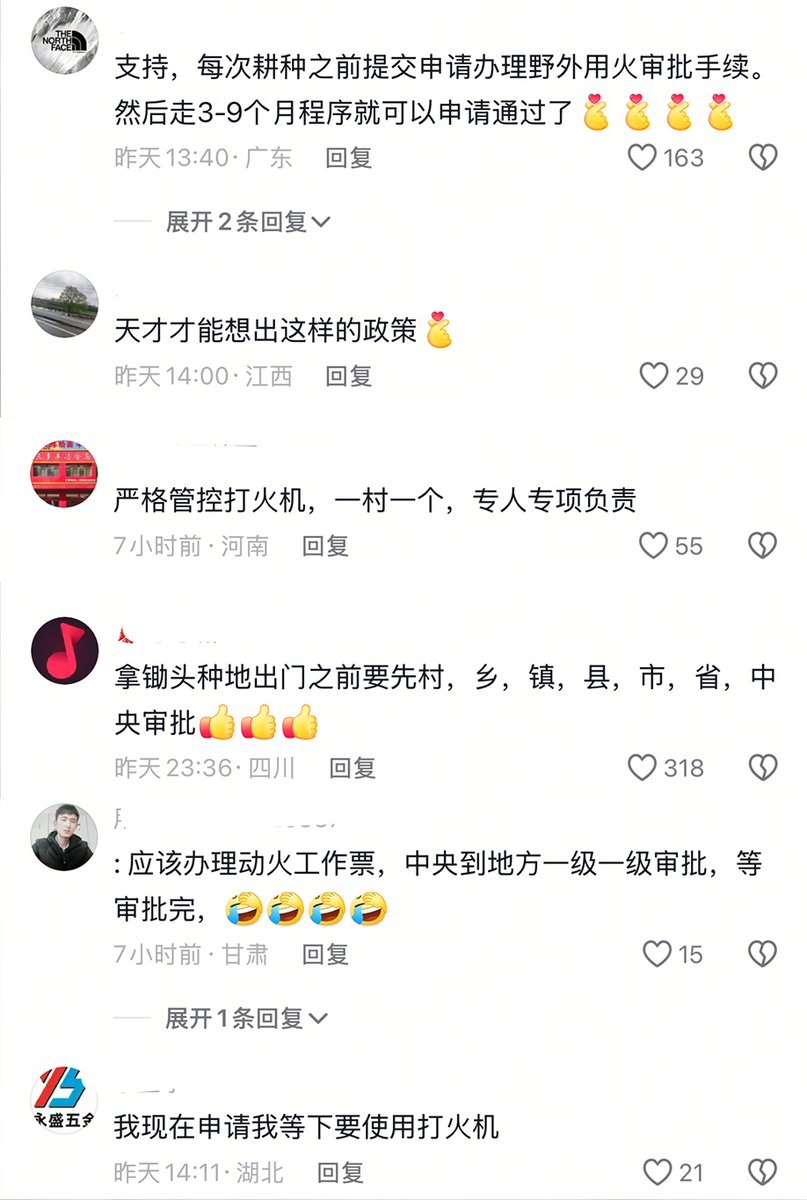 THE
NORTH
FACE
支持，每次耕种之前提交申请办理野外用火审批手续。
然后走3-9个月程序就可以申请通过了
昨天13:40·广东 回复 163
展开2条回复
天才才能想出这样的政策
昨天14:00·江西 回复 29
严格管控打火机，一村一个，专人专项负责
7小时前·河南 回复 55
拿锄头种地出门之前要先村，乡，镇，县，市，省，中
央审批
昨天23:36·四川 回复 318
: 应该办理动火工作票，中央到地方一级一级审批，等
审批完，
7小时前·甘肃 回复 15
展开1条回复
永盛五金
我现在申请我等下要使用打火机
昨天14:11·湖北 回复 21